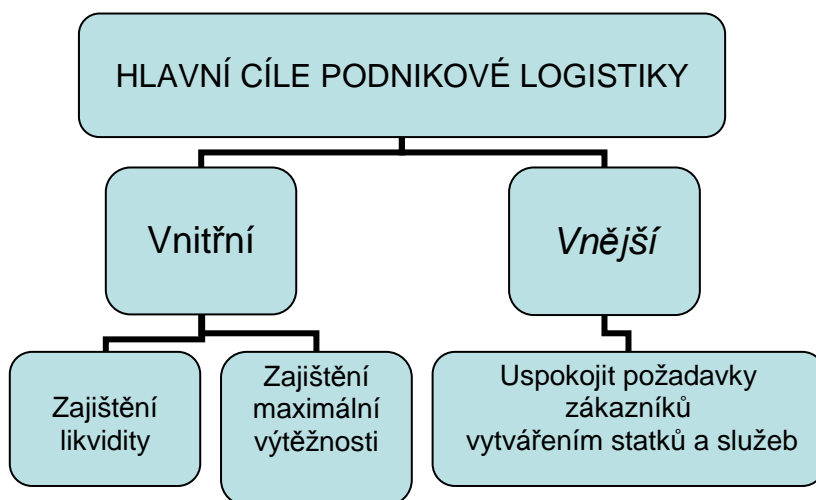 HLAVNÍ CÍLE PODNIKOVÉ LOGISTIKY
Vnitřní
Vnější
Zajištění
likvidity
Zajištění
maximální
výtěžnosti
Uspokojit požadavky
zákazníků
vytvářením statků a služeb